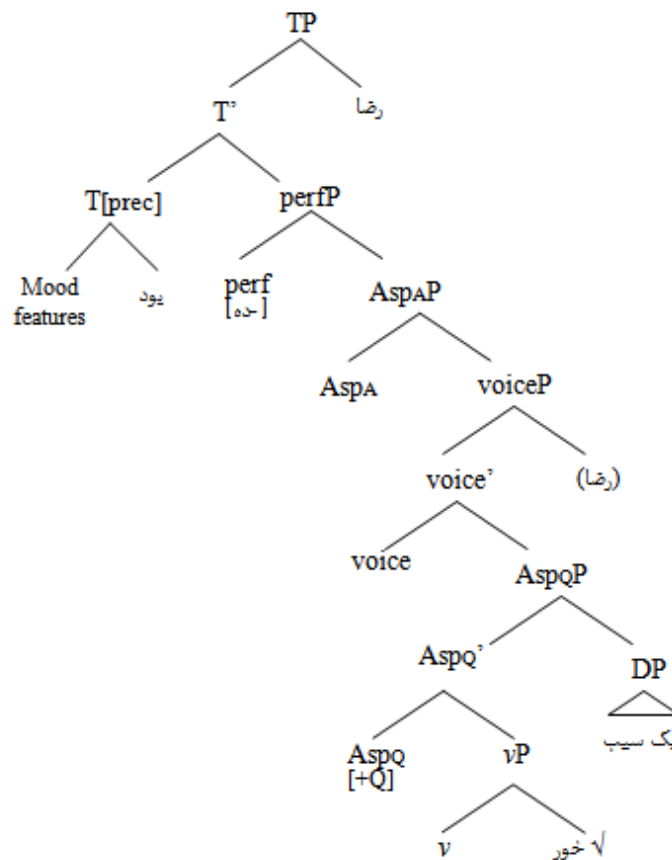 TP
T’
رضا
T[prec]
perfP
Mood
features
بود
perf
[ـده]
AspAP
AspA
voiceP
voice’
(رضا)
voice
AspQP
AspQ’
DP
AspQ
[+Q]
vP
یک سیب
v
√ خور